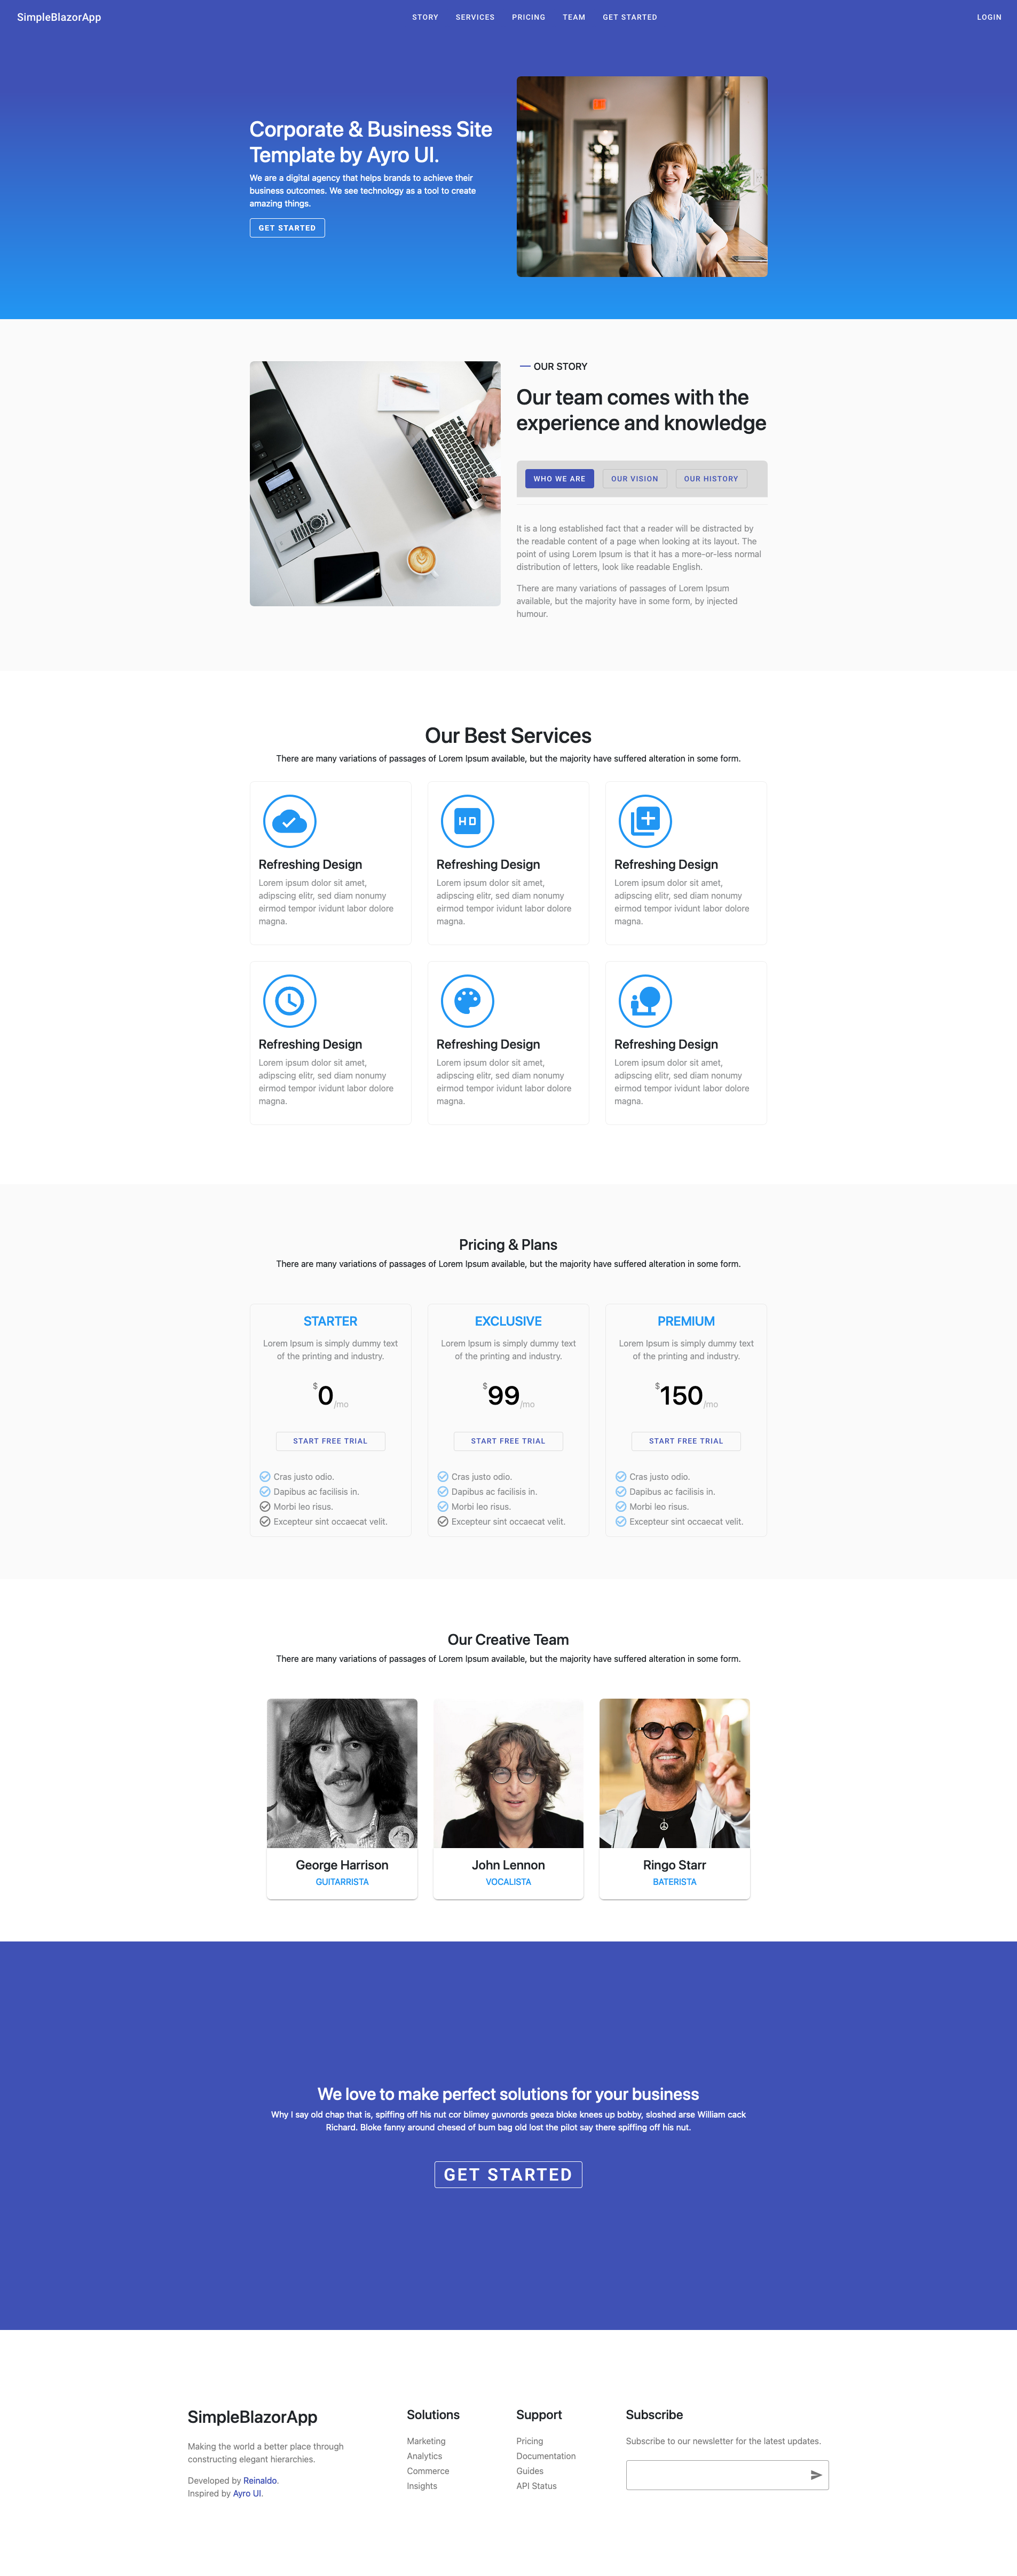 SimpleBlazorApp
STORY SERVICES PRICING TEAM GET STARTED
LOGIN
Corporate & Business Site
Template by Ayro UI.
We are a digital agency that helps brands to achieve their
business outcomes. We see technology as a tool to create
amazing things.
GET STARTED
OUR STORY
Our team comes with the
experience and knowledge
WHO WE ARE OUR VISION OUR HISTORY
It is a long established fact that a reader will be distracted by
the readable content of a page when looking at its layout. The
point of using Lorem Ipsum is that it has a more-or-less normal
distribution of letters, look like readable English.
There are many variations of passages of Lorem Ipsum
available, but the majority have in some form, by injected
humour.
Our Best Services
There are many variations of passages of Lorem Ipsum available, but the majority have suffered alteration in some form.
HD
Refreshing Design
Lorem ipsum dolor sit amet,
adipscing elitr, sed diam nonumy
eirmod tempor ividunt labor dolore
magna.
Refreshing Design
Lorem ipsum dolor sit amet,
adipscing elitr, sed diam nonumy
eirmod tempor ividunt labor dolore
magna.
Refreshing Design
Lorem ipsum dolor sit amet,
adipscing elitr, sed diam nonumy
eirmod tempor ividunt labor dolore
magna.
Refreshing Design
Lorem ipsum dolor sit amet,
adipscing elitr, sed diam nonumy
eirmod tempor ividunt labor dolore
magna.
Refreshing Design
Lorem ipsum dolor sit amet,
adipscing elitr, sed diam nonumy
eirmod tempor ividunt labor dolore
magna.
Refreshing Design
Lorem ipsum dolor sit amet,
adipscing elitr, sed diam nonumy
eirmod tempor ividunt labor dolore
magna.
Pricing & Plans
There are many variations of passages of Lorem Ipsum available, but the majority have suffered alteration in some form.
STARTER
Lorem Ipsum is simply dummy text
of the printing and industry.
$0/mo
START FREE TRIAL
Cras justo odio.
Dapibus ac facilisis in.
Morbi leo risus.
Excepteur sint occaecat velit.
EXCLUSIVE
Lorem Ipsum is simply dummy text
of the printing and industry.
$99/mo
START FREE TRIAL
Cras justo odio.
Dapibus ac facilisis in.
Morbi leo risus.
Excepteur sint occaecat velit.
PREMIUM
Lorem Ipsum is simply dummy text
of the printing and industry.
$150/mo
START FREE TRIAL
Cras justo odio.
Dapibus ac facilisis in.
Morbi leo risus.
Excepteur sint occaecat velit.
Our Creative Team
There are many variations of passages of Lorem Ipsum available, but the majority have suffered alteration in some form.
George Harrison
GUITARRISTA
John Lennon
VOCALISTA
Ringo Starr
BATERISTA
We love to make perfect solutions for your business
Why I say old chap that is, spiffing off his nut cor blimey guvnords geeza bloke knees up bobby, sloshed arse William cack
Richard. Bloke fanny around chesed of bum bag old lost the pilot say there spiffing off his nut.
GET STARTED
SimpleBlazorApp
Making the world a better place through
constructing elegant hierarchies.
Developed by Reinaldo.
Inspired by Ayro UI.
Solutions
Marketing
Analytics
Commerce
Insights
Support
Pricing
Documentation
Guides
API Status
Subscribe
Subscribe to our newsletter for the latest updates.